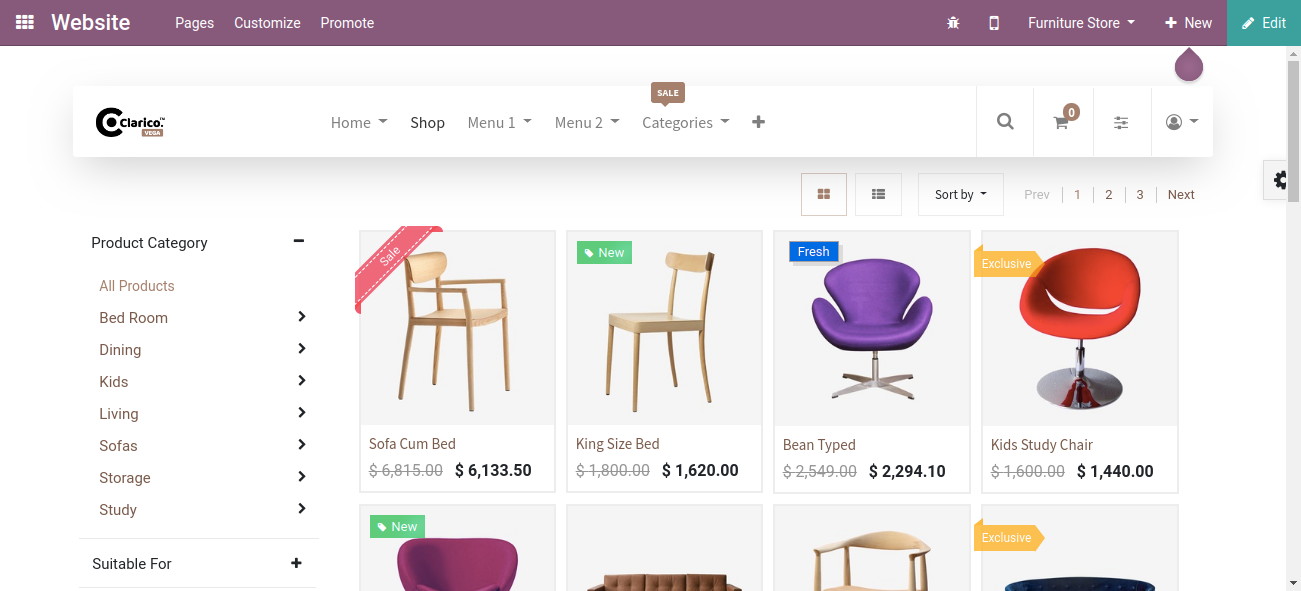 Website Pages Customize Promote Furniture Store New Edit
SALE
Clarico.™ VEGA
Home Shop Menu 1 Menu 2 Categories 0
Sort by Prev 1 2 3 Next
Product Category
All Products
Bed Room
Dining
Kids
Living
Sofas
Storage
Study
Suitable For
Sale
Sofa Cum Bed
$ 6,815.00 $ 6,133.50
New
King Size Bed
$ 1,800.00 $ 1,620.00
Fresh
Bean Typed
$ 2,549.00 $ 2,294.10
Exclusive
Kids Study Chair
$ 1,600.00 $ 1,440.00
New
Exclusive